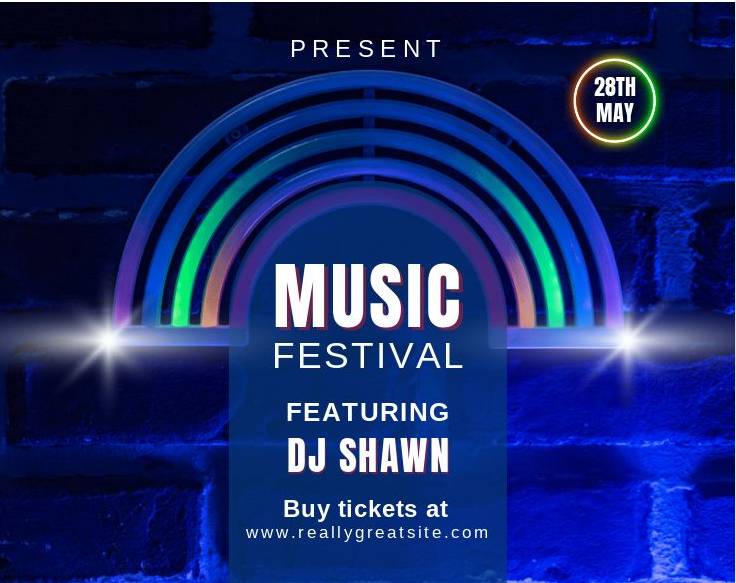 PRESENT
28TH
MAY
MUSIC
FESTIVAL
FEATURING
DJ SHAWN
Buy tickets at
www.reallygreatsite.com